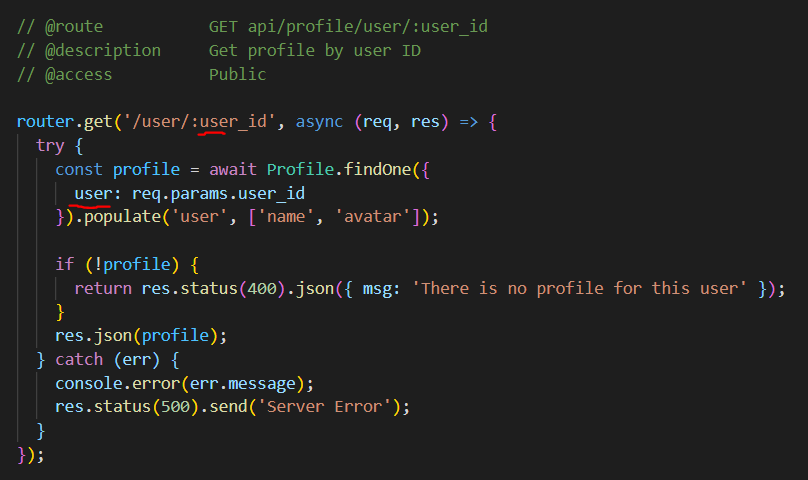 // @route           GET api/profile/user/:user_id
// @description     Get profile by user ID
// @access          Public
router.get('/user/:user_id', async (req, res) => {
  try {
    const profile = await Profile.findOne({
      user: req.params.user_id
    }).populate('user', ['name', 'avatar']);
    if (!profile) {
      return res.status(400).json({ msg: 'There is no profile for this user' });
    }
    res.json(profile);
  } catch (err) {
    console.error(err.message);
    res.status(500).send('Server Error');
  }
});